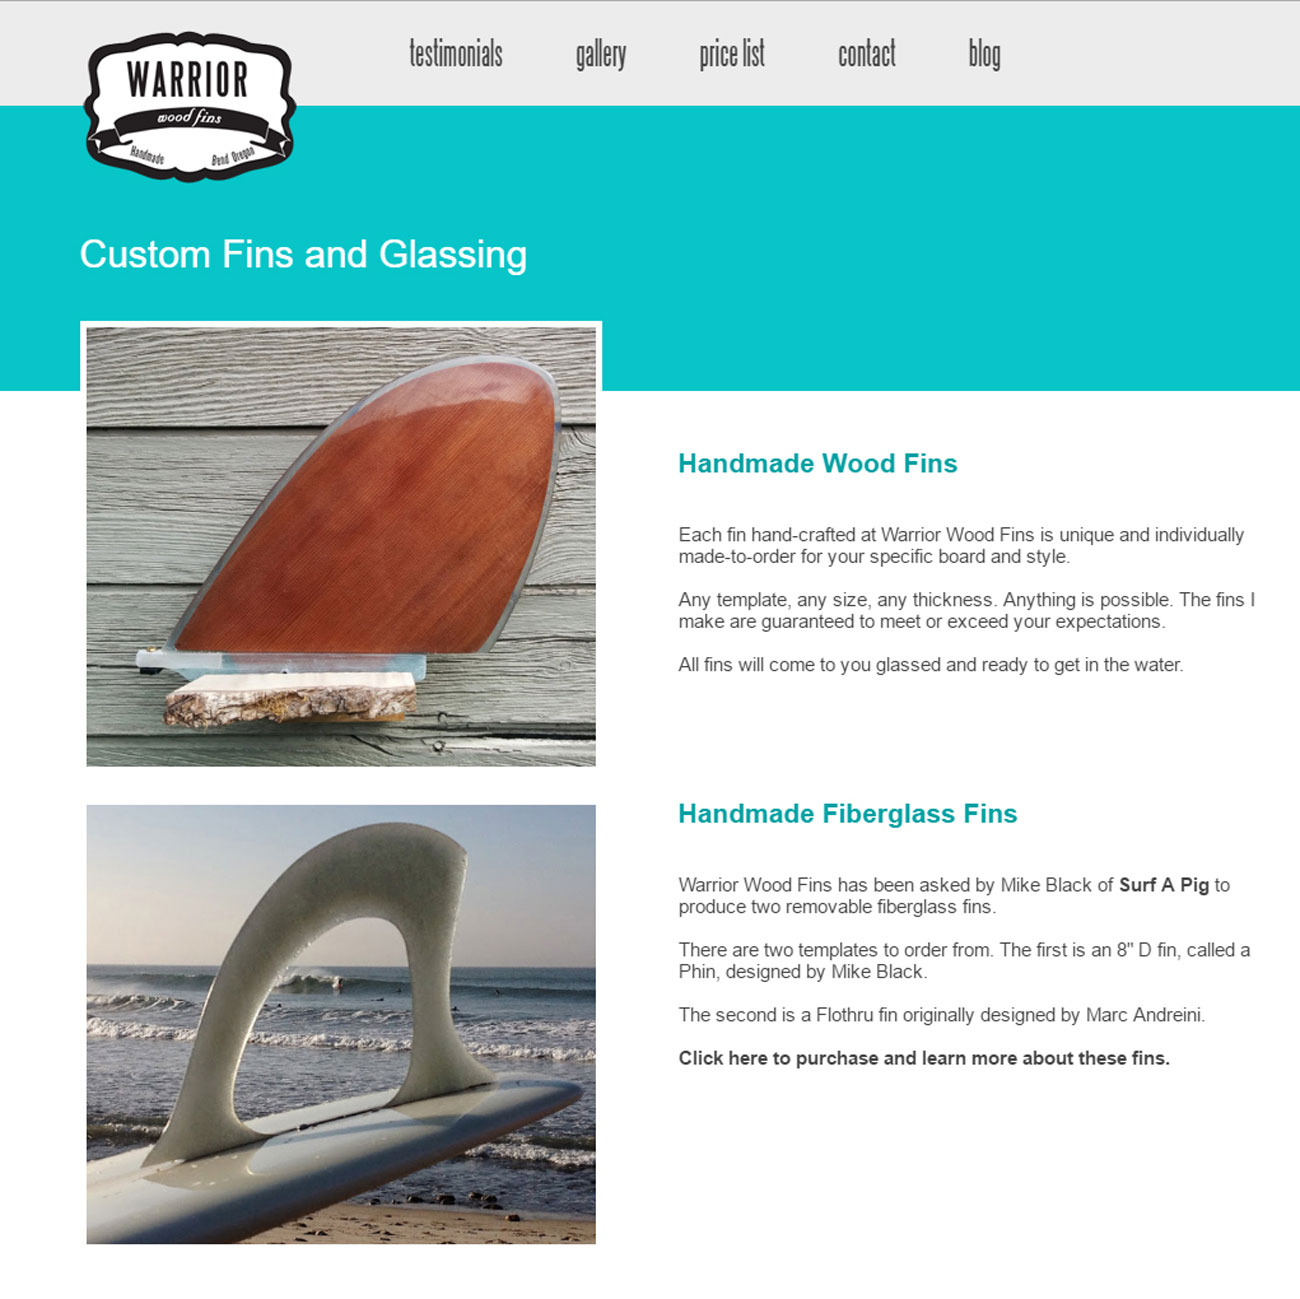 WARRIOR
wood fins
Handmade
Bend Oregon
testimonials
gallery
price list
contact
blog
Custom Fins and Glassing
Handmade Wood Fins
Each fin hand-crafted at Warrior Wood Fins is unique and individually
made-to-order for your specific board and style.
Any template, any size, any thickness. Anything is possible. The fins I
make are guaranteed to meet or exceed your expectations.
All fins will come to you glassed and ready to get in the water.
Handmade Fiberglass Fins
Warrior Wood Fins has been asked by Mike Black of Surf A Pig to
produce two removable fiberglass fins.
There are two templates to order from. The first is an 8" D fin, called a
Phin, designed by Mike Black.
The second is a Flothru fin originally designed by Marc Andreini.
Click here to purchase and learn more about these fins.